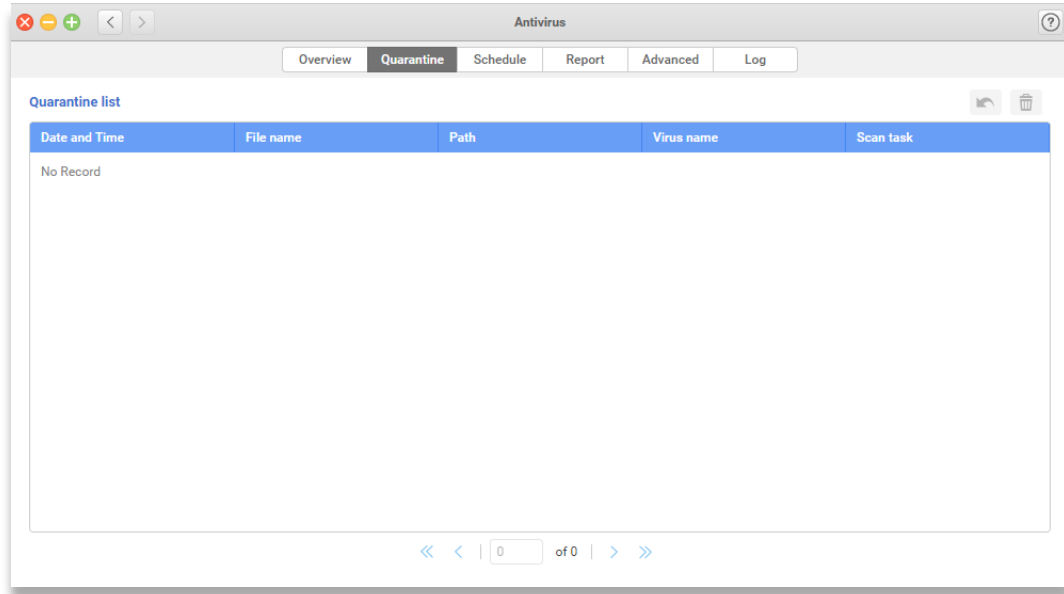 Antivirus
?
Overview Quarantine Schedule Report Advanced Log
Quarantine list
Date and Time File name Path Virus name Scan task
No Record
0 of 0